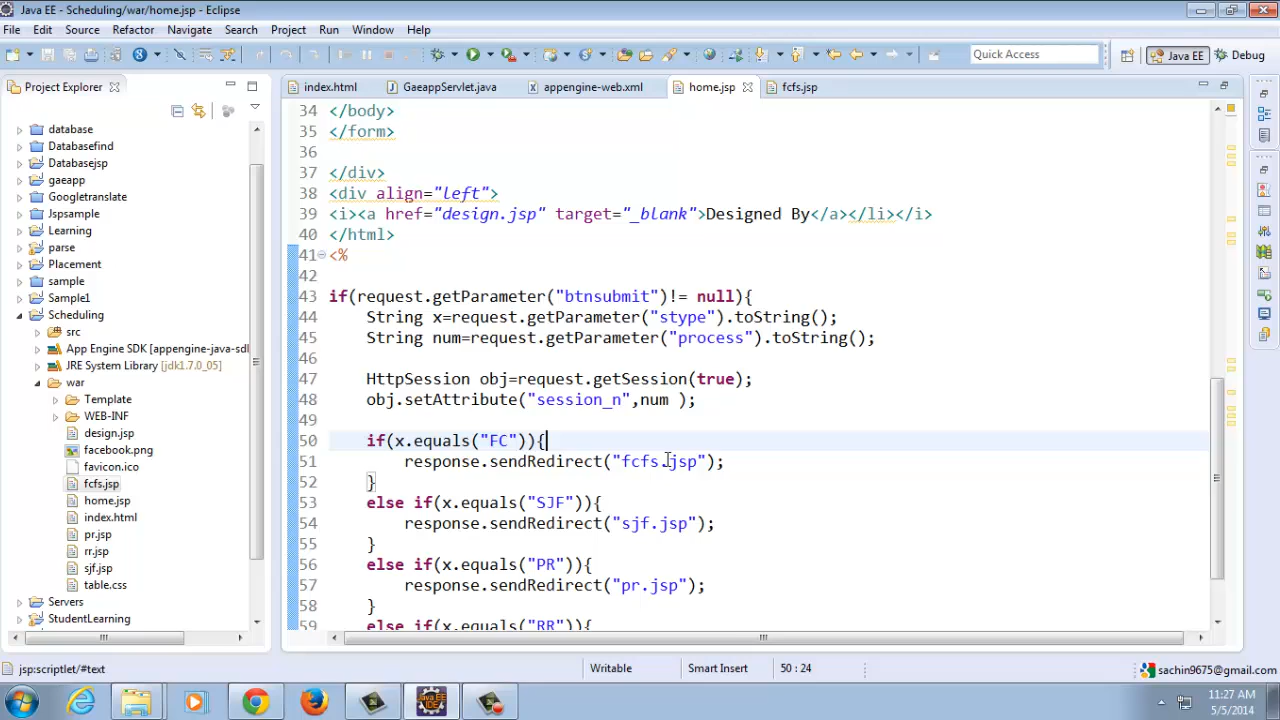 Java EE - Scheduling/war/home.jsp - Eclipse
File Edit Source Refactor Navigate Search Project Run Window Help
Quick Access
Java EE
Debug
Project Explorer
index.html
GaeappServlet.java
appengine-web.xml
home.jsp
fcfs.jsp
database
Databasefind
Databasejsp
gaeapp
Googletranslate
Jspsample
Learning
parse
Placement
sample
Sample1
Scheduling
src
App Engine SDK [appengine-java-sd
JRE System Library [jdk1.7.0_05]
war
Template
WEB-INF
design.jsp
facebook.png
favicon.ico
fcfs.jsp
home.jsp
index.html
pr.jsp
rr.jsp
sjf.jsp
table.css
Servers
StudentLearning
34 </body>
35 </form>
36
37 </div>
38 <div align="left">
39 <i><a href="design.jsp" target="_blank">Designed By</a></li></i>
40 </html>
41 <%
42
43 if(request.getParameter("btnsubmit")!= null){
44 String x=request.getParameter("stype").toString();
45 String num=request.getParameter("process").toString();
46
47 HttpSession obj=request.getSession(true);
48 obj.setAttribute("session_n",num );
49
50 if(x.equals("FC")){
51 response.sendRedirect("fcfs.jsp");
52 }
53 else if(x.equals("SJF")){
54 response.sendRedirect("sjf.jsp");
55 }
56 else if(x.equals("PR")){
57 response.sendRedirect("pr.jsp");
58 }
59 else if(x.equals("RR")){
jsp:scriptlet/#text
Writable
Smart Insert
50 : 24
sachin9675@gmail.com
11:27 AM
5/5/2014